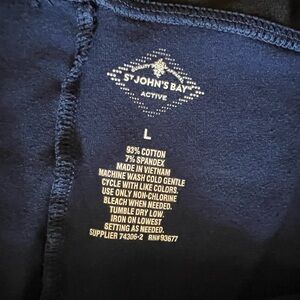 QUALITY
ST JOHN'S BAY
ACTIVE
L
93% COTTON
7% SPANDEX
MADE IN VIETNAM
MACHINE WASH COLD GENTLE
CYCLE WITH LIKE COLORS.
USE ONLY NON-CHLORINE
BLEACH WHEN NEEDED.
TUMBLE DRY LOW.
IRON ON LOWEST
SETTING AS NEEDED.
SUPPLIER 74306-2 RN#93677